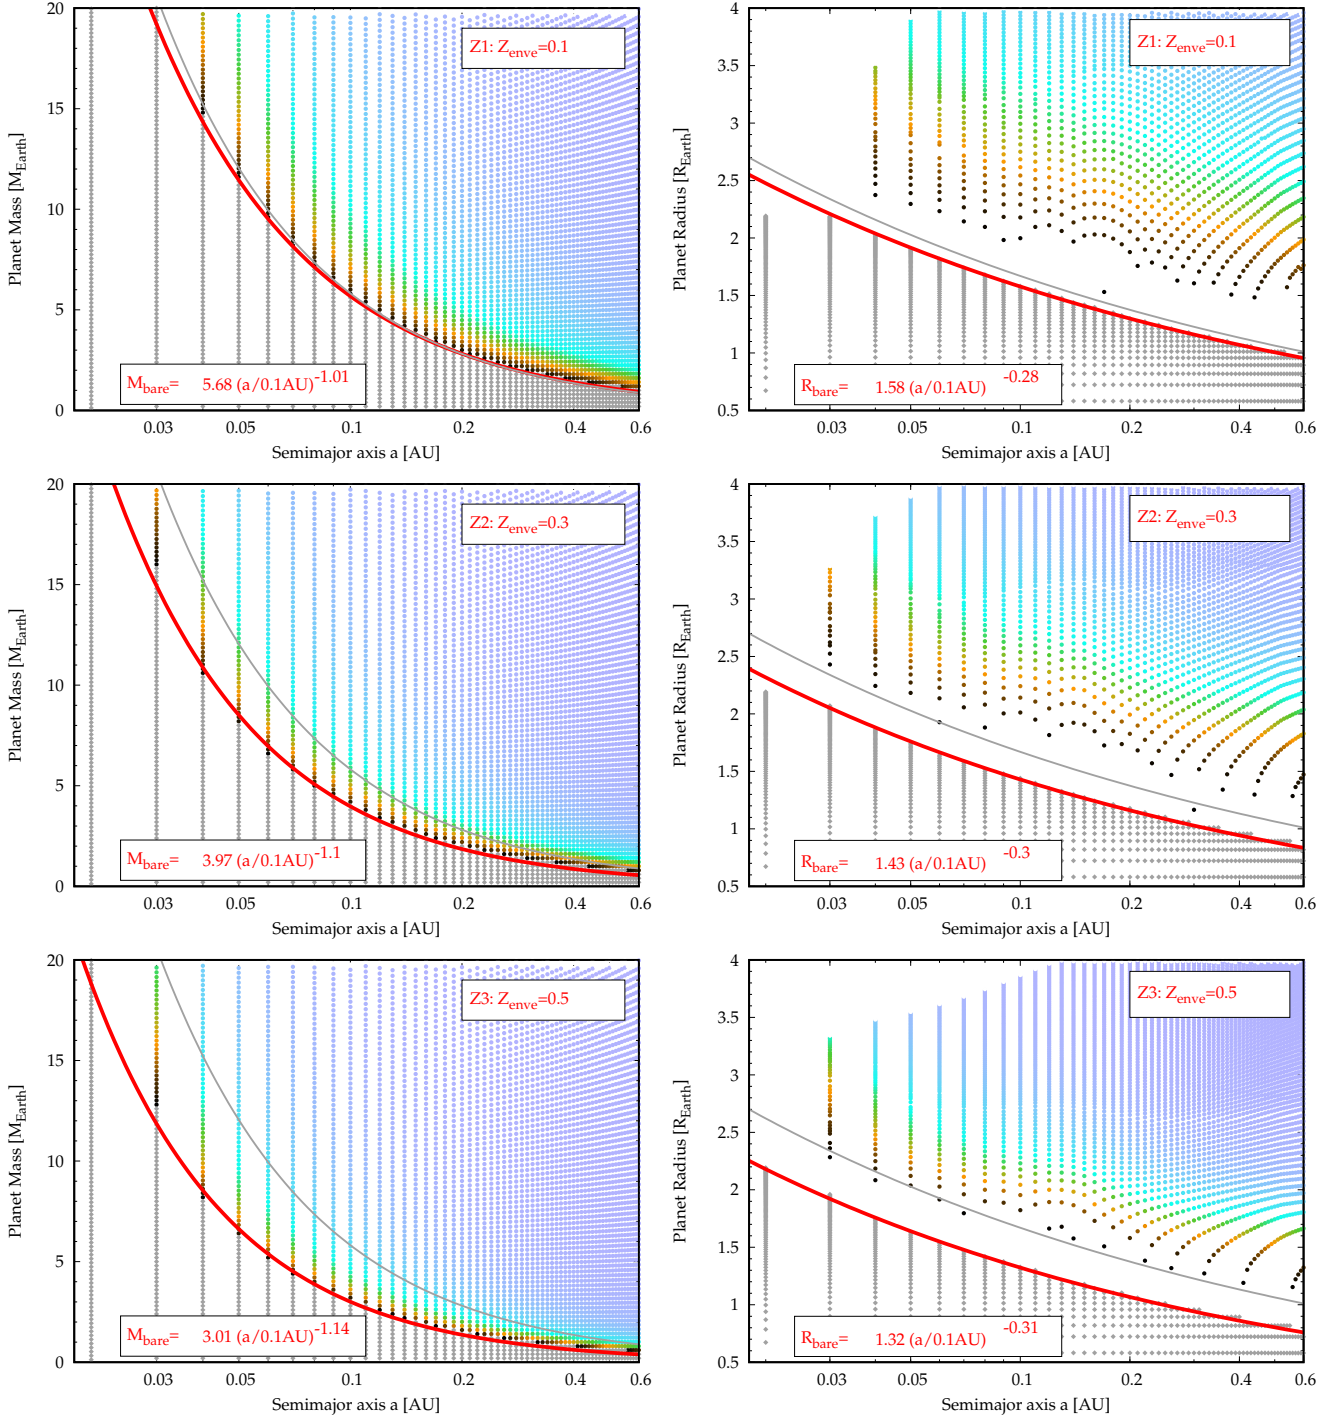 20
15
10
5
0
Planet Mass [M_Earth]
Z1: Z_enve=0.1
M_bare= 5.68 (a/0.1AU)^-1.01
0.03 0.05 0.1 0.2 0.4 0.6
Semimajor axis a [AU]
4
3.5
3
2.5
2
1.5
1
0.5
Planet Radius [R_Earth]
Z1: Z_enve=0.1
R_bare= 1.58 (a/0.1AU)^-0.28
0.03 0.05 0.1 0.2 0.4 0.6
Semimajor axis a [AU]
20
15
10
5
0
Planet Mass [M_Earth]
Z2: Z_enve=0.3
M_bare= 3.97 (a/0.1AU)^-1.1
0.03 0.05 0.1 0.2 0.4 0.6
Semimajor axis a [AU]
4
3.5
3
2.5
2
1.5
1
0.5
Planet Radius [R_Earth]
Z2: Z_enve=0.3
R_bare= 1.43 (a/0.1AU)^-0.3
0.03 0.05 0.1 0.2 0.4 0.6
Semimajor axis a [AU]
20
15
10
5
0
Planet Mass [M_Earth]
Z3: Z_enve=0.5
M_bare= 3.01 (a/0.1AU)^-1.14
0.03 0.05 0.1 0.2 0.4 0.6
Semimajor axis a [AU]
4
3.5
3
2.5
2
1.5
1
0.5
Planet Radius [R_Earth]
Z3: Z_enve=0.5
R_bare= 1.32 (a/0.1AU)^-0.31
0.03 0.05 0.1 0.2 0.4 0.6
Semimajor axis a [AU]